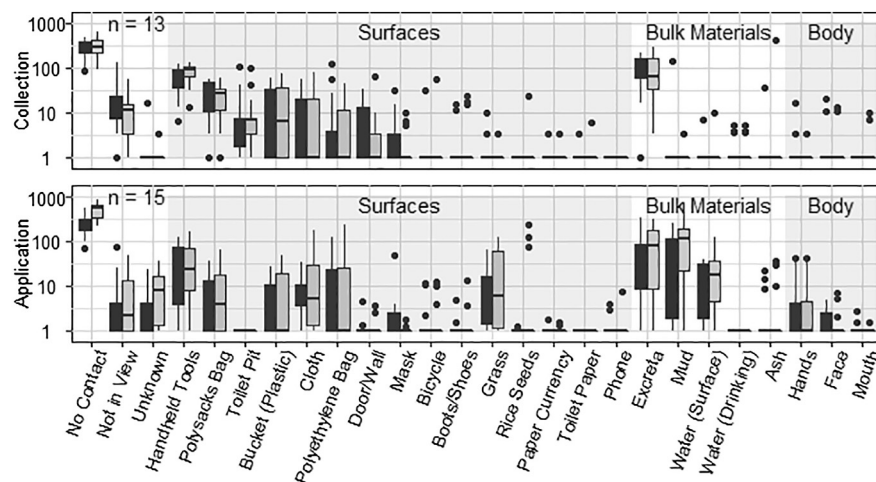 n = 13 Surfaces Bulk Materials Body
Collection
1000
100
10
1
n = 15 Surfaces Bulk Materials Body
Application
1000
100
10
1
No Contact
Not in View
Unknown
Handheld Tools
Polysacks Bag
Toilet Pit
Bucket (Plastic)
Cloth
Polyethylene Bag
Door/Wall
Mask
Bicycle
Boots/Shoes
Grass
Rice Seeds
Paper Currency
Toilet Paper
Phone
Excreta
Mud
Water (Surface)
Water (Drinking)
Ash
Hands
Face
Mouth